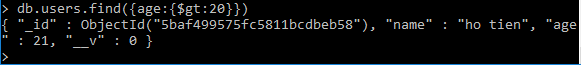 > db.users.find({age:{$gt:20}})
{ "_id" : ObjectId("5baf499575fc5811bcdbeb58"), "name" : "ho tien", "age
" : 21, "__v" : 0 }
>